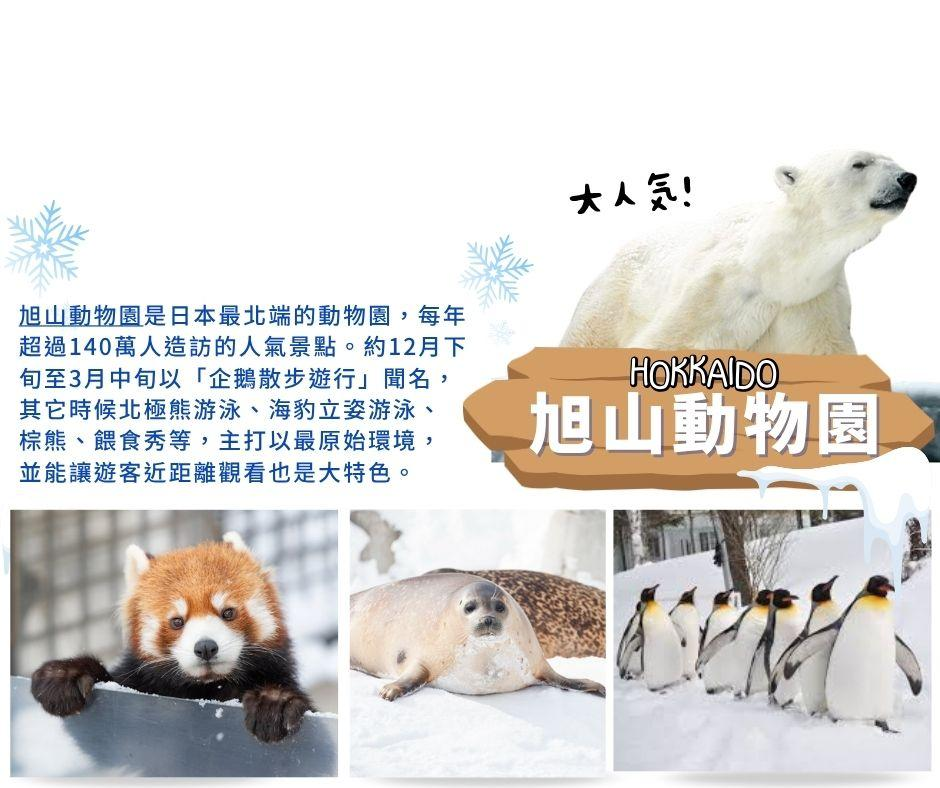 大人気!
旭山動物園是日本最北端的動物園，每年
超過140萬人造訪的人氣景點。約12月下
旬至3月中旬以「企鵝散步遊行」聞名，
其它時候北極熊游泳、海豹立姿游泳、
棕熊、餵食秀等，主打以最原始環境，
並能讓遊客近距離觀看也是大特色。
HOKKAIDO
旭山動物園